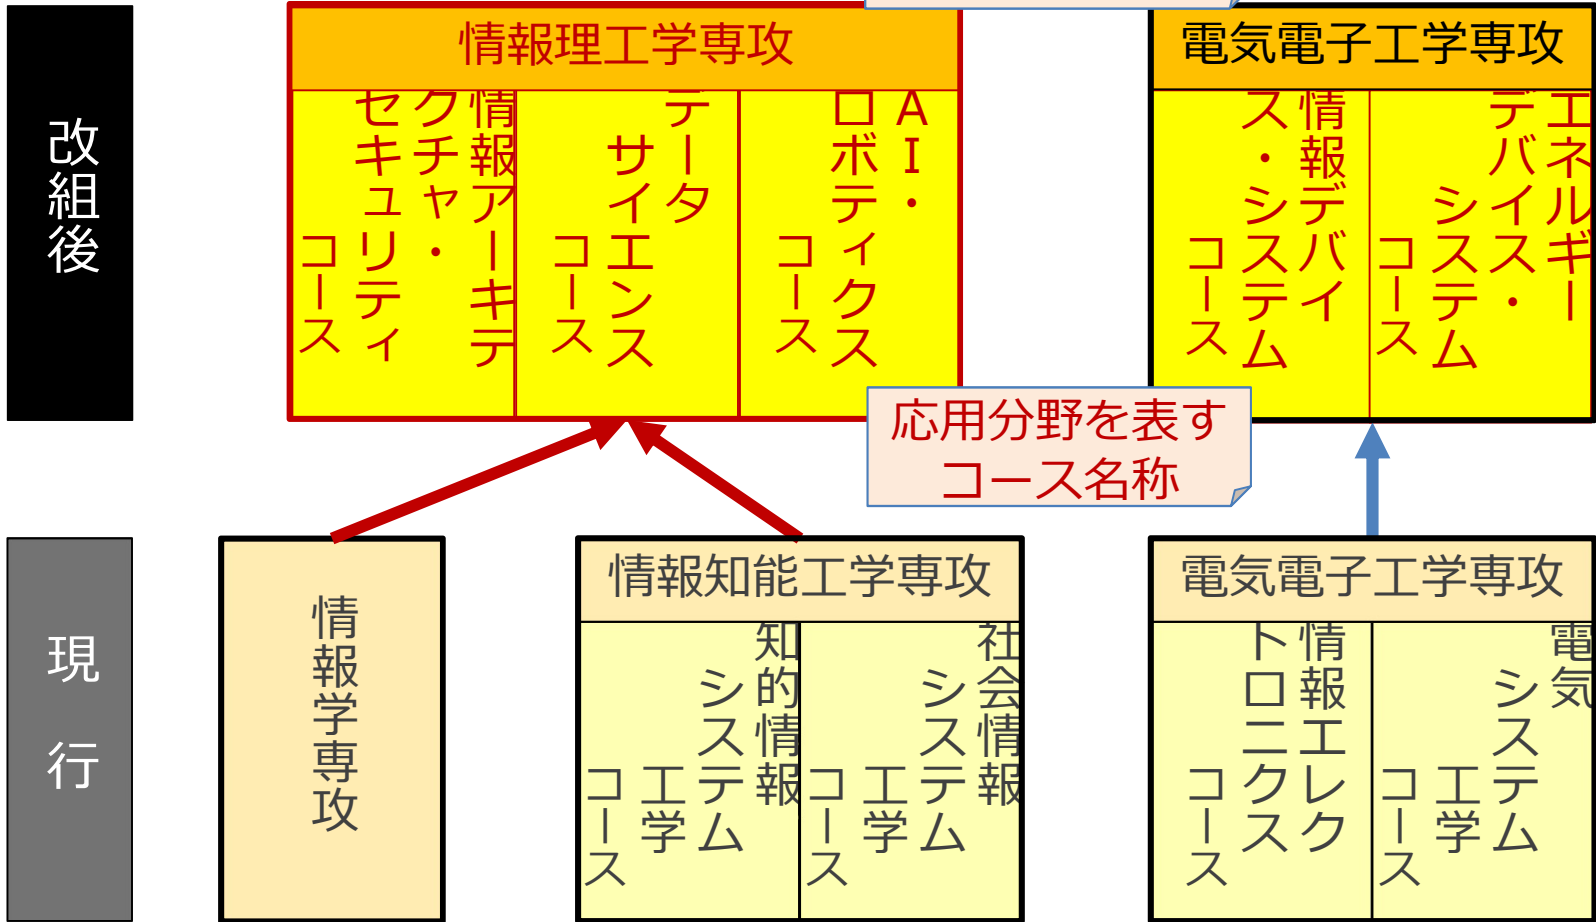 改組後
情報理工学専攻
情報アーキテ
クチャ・
セキュリティ
コース
データ
サイエンス
コース
AI・
ロボティクス
コース
電気電子工学専攻
情報デバイ
ス・システム
コース
エネルギー
デバイス・
システム
コース
応用分野を表す
コース名称
現行
情報学専攻
情報知能工学専攻
知的情報
システム
工学
コース
社会情報
システム
工学
コース
電気電子工学専攻
情報エレク
トロニクス
コース
電気
システム
工学
コース